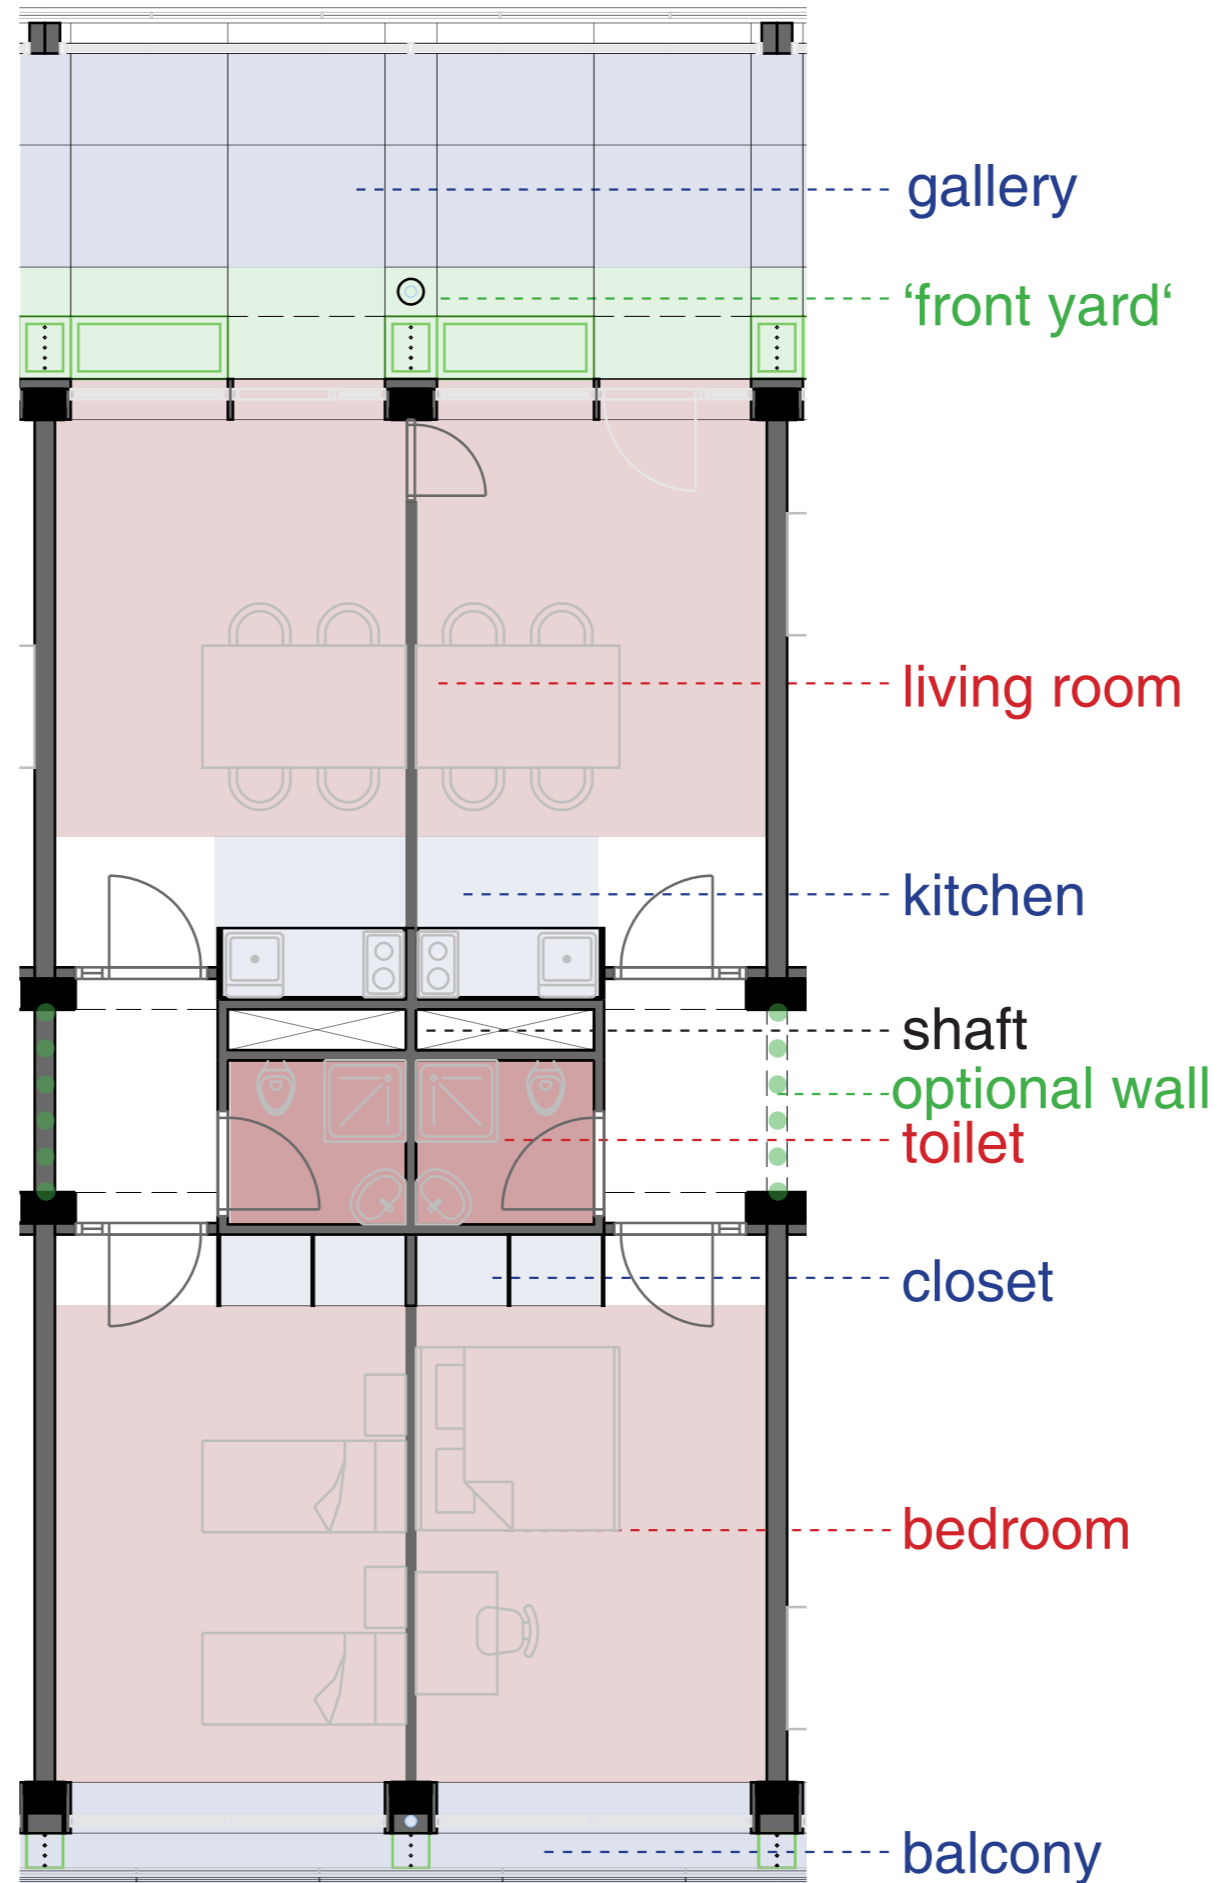 gallery
‘front yard‘
living room
kitchen
shaft
optional wall
toilet
closet
bedroom
balcony